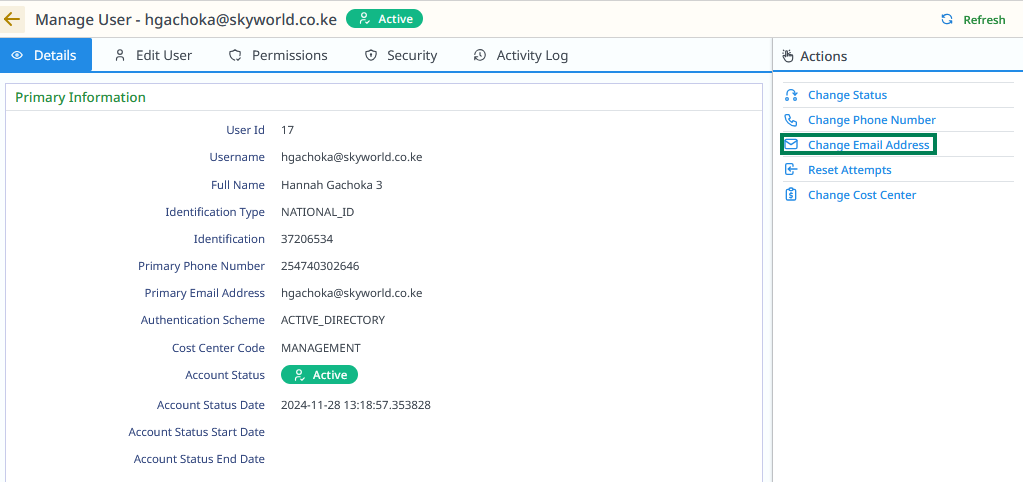 Manage User - hgachoka@skyworld.co.ke Active Refresh
Details Edit User Permissions Security Activity Log
Primary Information
User Id 17
Username hgachoka@skyworld.co.ke
Full Name Hannah Gachoka 3
Identification Type NATIONAL_ID
Identification 37206534
Primary Phone Number 254740302646
Primary Email Address hgachoka@skyworld.co.ke
Authentication Scheme ACTIVE_DIRECTORY
Cost Center Code MANAGEMENT
Account Status Active
Account Status Date 2024-11-28 13:18:57.353828
Account Status Start Date
Account Status End Date
Actions
Change Status
Change Phone Number
Change Email Address
Reset Attempts
Change Cost Center